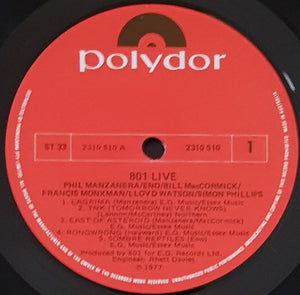 polydor
ST 33
2310 510 A
2310 510
1
801 LIVE
PHIL MANZANERA/ENO/BILL MacCORMICK/
FRANCIS MONKMAN/LLOYD WATSON/SIMON PHILLIPS
1. LAGRIMA (Manzanera) E.G. Music/Essex Music
2. TNK (TOMORROW NEVER KNOWS)
(Lennon/McCartney) Northern
3. EAST OF ASTEROID (Manzanera/MacCormick)
E.G. Music/Essex Music
4. RONGWRONG (Hayward) E.G. Music/Essex Music
5. SOMBRE REPTILES (Eno)
E.G. Music/Essex Music
Produced by 801 for E.G. Records Ltd.
Engineer: Rhett Davies
℗ 1977